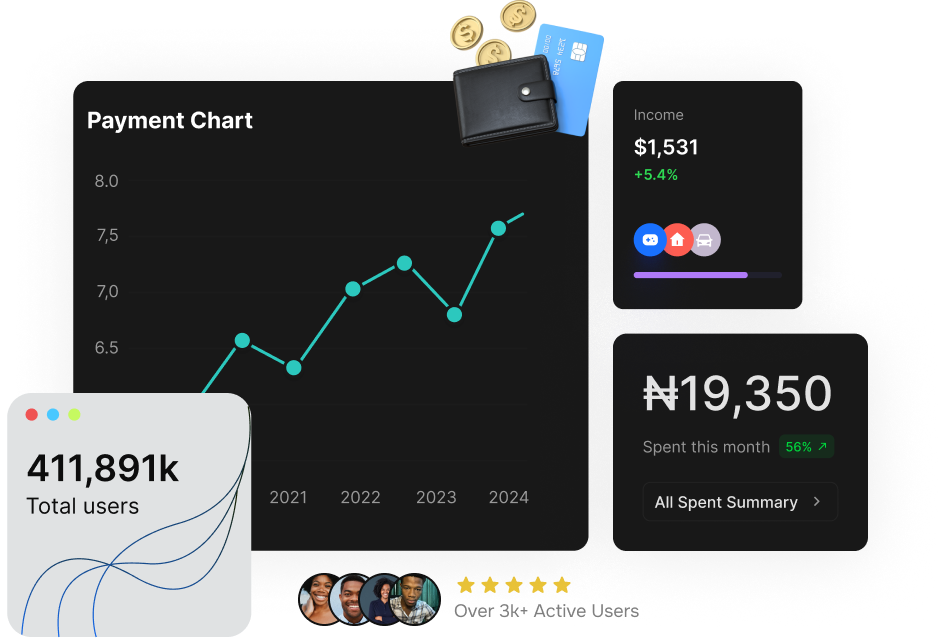 Payment Chart
8.0
7,5
7,0
6.5
2021 2022 2023 2024
Income
$1,531
+5.4%
₦19,350
Spent this month 56%
All Spent Summary
411,891k
Total users
Over 3k+ Active Users